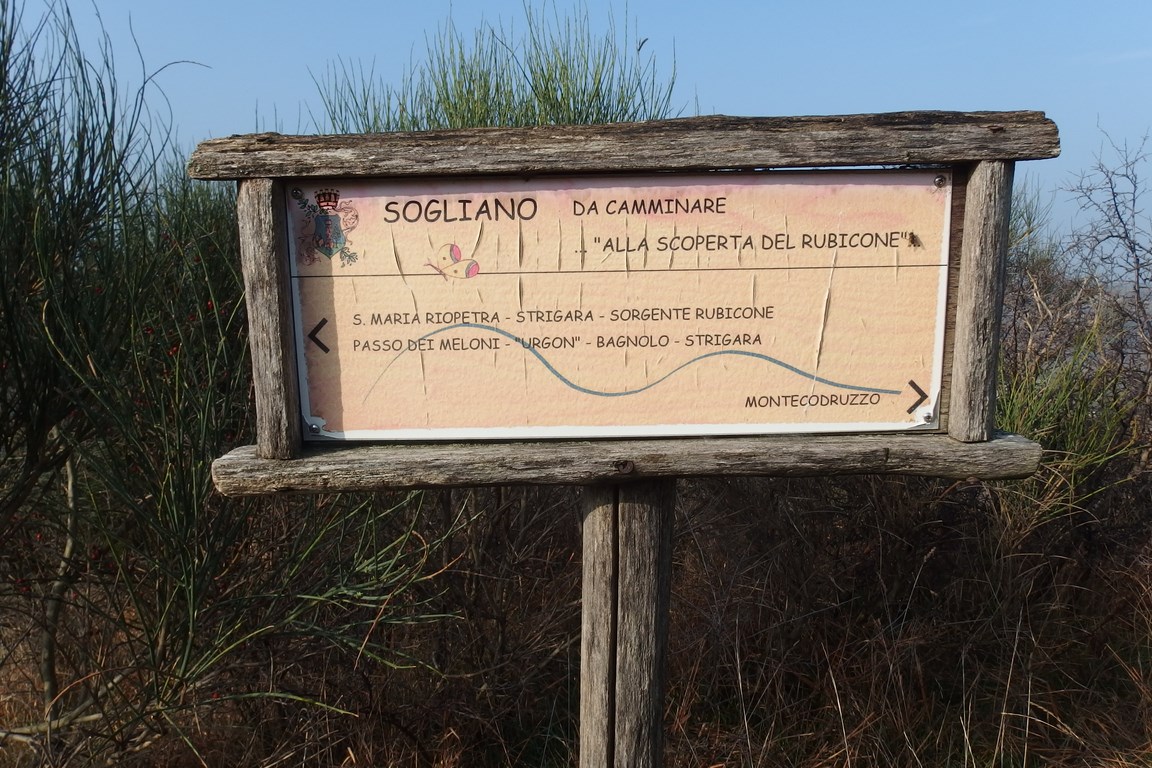 SOGLIANO DA CAMMINARE
... "ALLA SCOPERTA DEL RUBICONE"
S. MARIA RIOPETRA - STRIGARA - SORGENTE RUBICONE
< PASSO DEI MELONI - "URGON" - BAGNOLO - STRIGARA
MONTECODRUZZO >